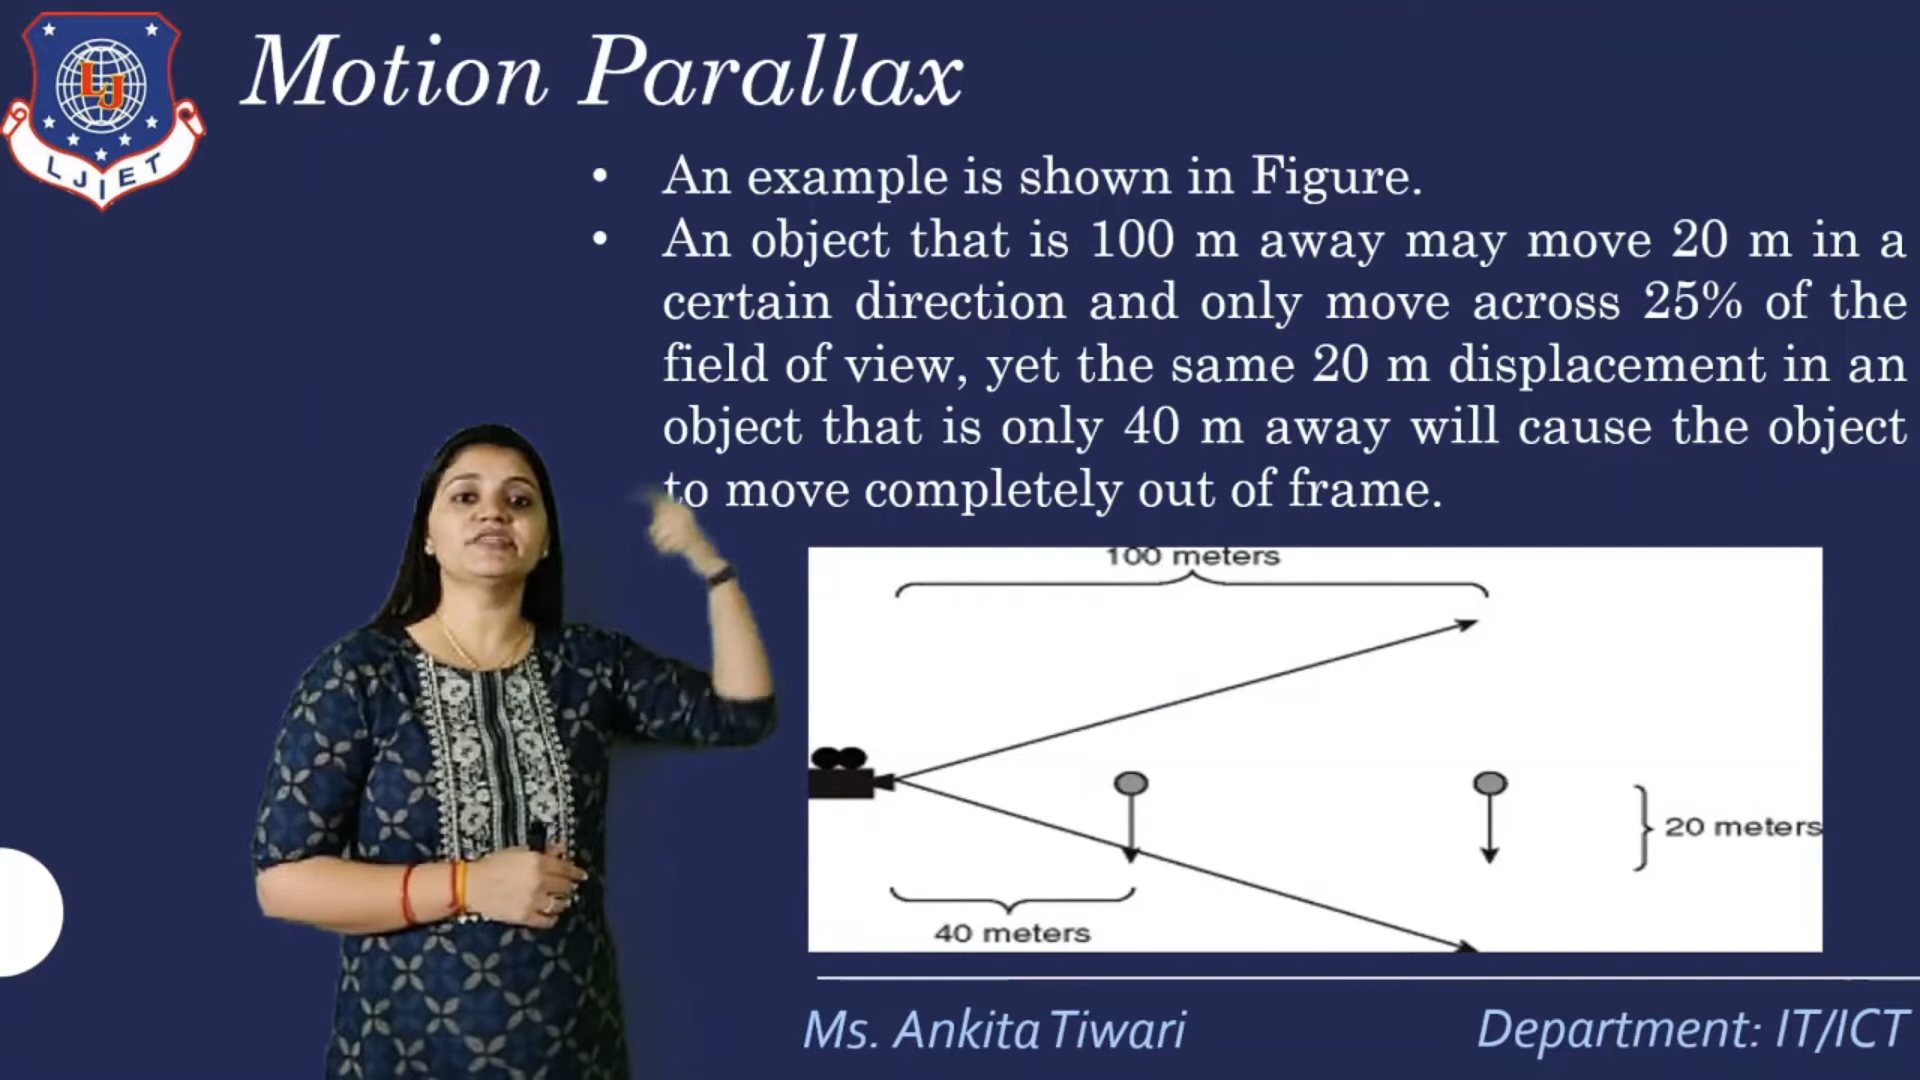 Motion Parallax
LJ
LJIET
• An example is shown in Figure.
• An object that is 100 m away may move 20 m in a
certain direction and only move across 25% of the
field of view, yet the same 20 m displacement in an
object that is only 40 m away will cause the object
to move completely out of frame.
100 meters
20 meters
40 meters
Ms. Ankita Tiwari
Department: IT/ICT